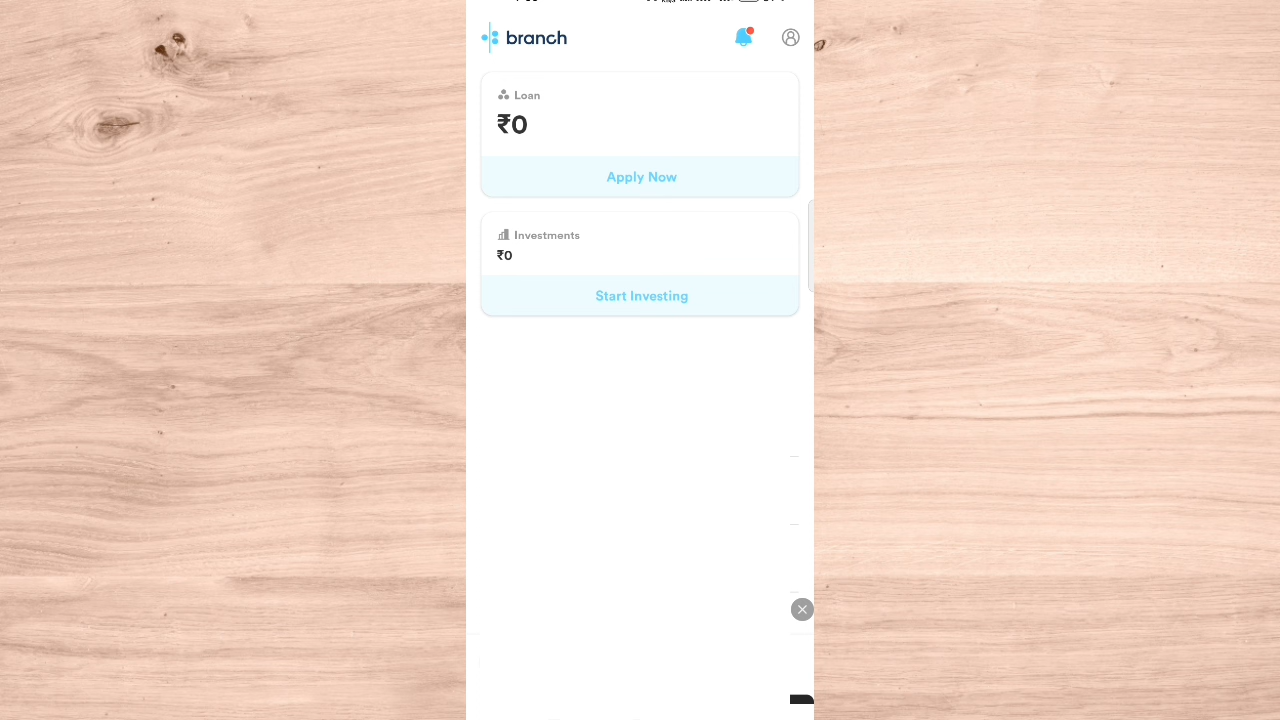 branch
Loan
₹0
Apply Now
Investments
₹0
Start Investing